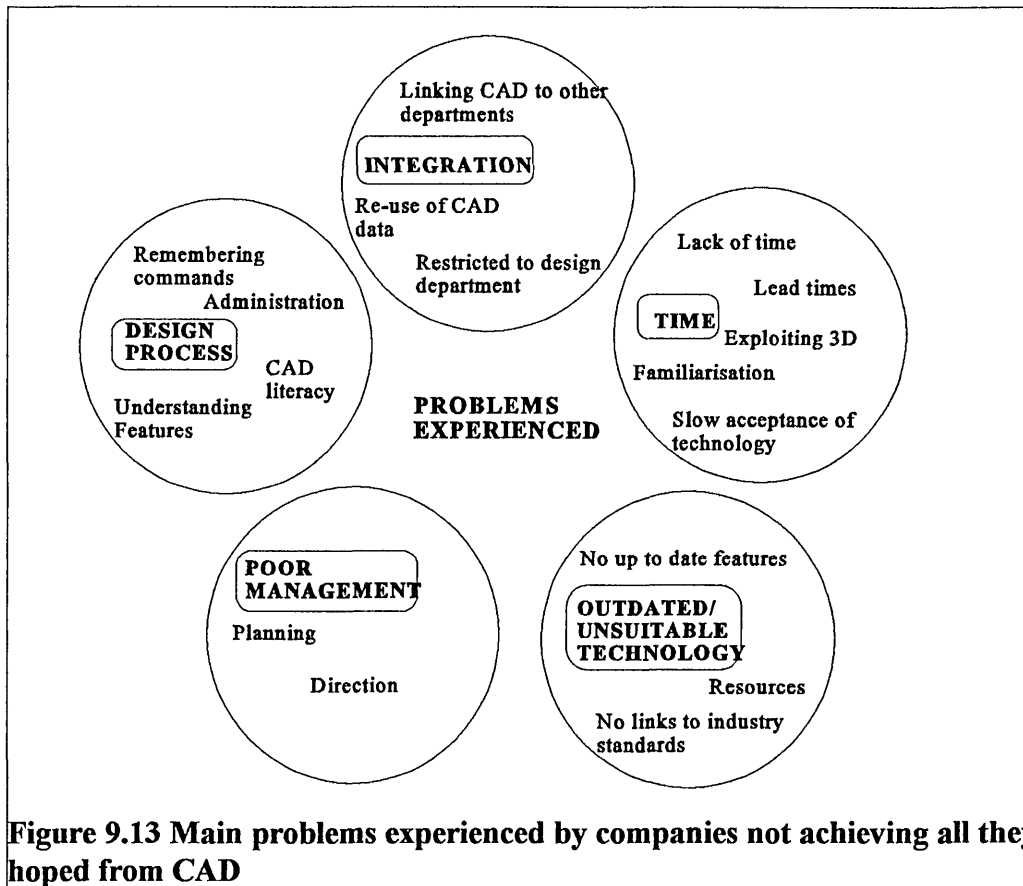 Linking CAD to other
departments
INTEGRATION
Re-use of CAD
data
Restricted to design
department
Remembering
commands
Administration
DESIGN
PROCESS
CAD
literacy
Understanding
Features
Lack of time
Lead times
TIME
Exploiting 3D
Familiarisation
Slow acceptance of
technology
PROBLEMS
EXPERIENCED
POOR
MANAGEMENT
Planning
Direction
No up to date features
OUTDATED/
UNSUITABLE
TECHNOLOGY
Resources
No links to industry
standards
Figure 9.13 Main problems experienced by companies not achieving all they
hoped from CAD